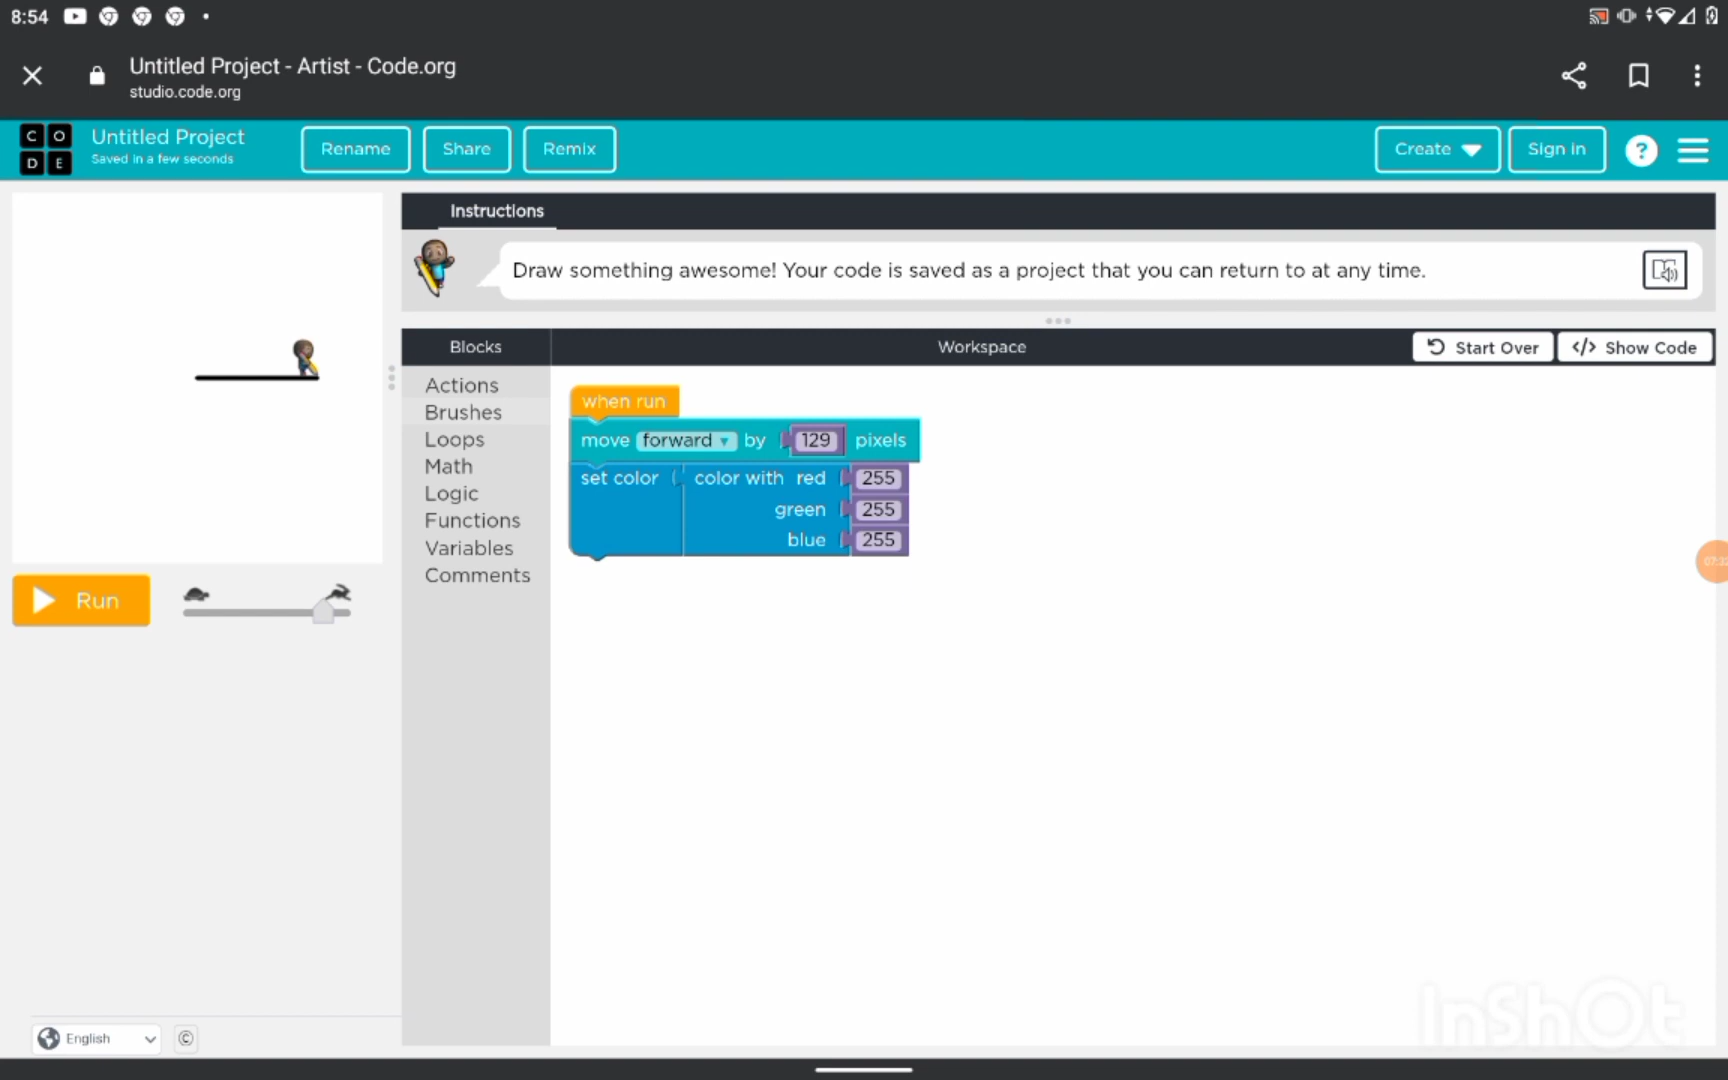 8:54
Untitled Project - Artist - Code.org
studio.code.org
C O
D E
Untitled Project
Saved in a few seconds
Rename
Share
Remix
Create
Sign in
?
Instructions
Draw something awesome! Your code is saved as a project that you can return to at any time.
Blocks
Workspace
Start Over
</> Show Code
Actions
Brushes
Loops
Math
Logic
Functions
Variables
Comments
when run
move forward by 129 pixels
set color color with red 255
green 255
blue 255
Run
English
©
InShOt